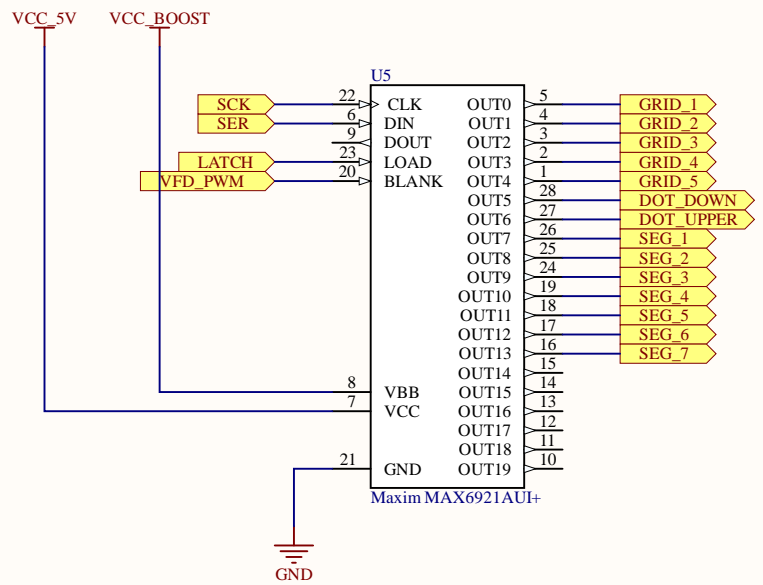 VCC_5V VCC_BOOST
U5
SCK 22 CLK OUT0 5 GRID_1
SER 6 DIN OUT1 4 GRID_2
9 DOUT OUT2 3 GRID_3
LATCH 23 LOAD OUT3 2 GRID_4
VFD_PWM 20 BLANK OUT4 1 GRID_5
OUT5 28 DOT_DOWN
OUT6 27 DOT_UPPER
OUT7 26 SEG_1
OUT8 25 SEG_2
OUT9 24 SEG_3
OUT10 19 SEG_4
OUT11 18 SEG_5
OUT12 17 SEG_6
OUT13 16 SEG_7
OUT14 15
8 VBB OUT15 14
7 VCC OUT16 13
OUT17 12
OUT18 11
21 GND OUT19 10
Maxim MAX6921AUI+
GND